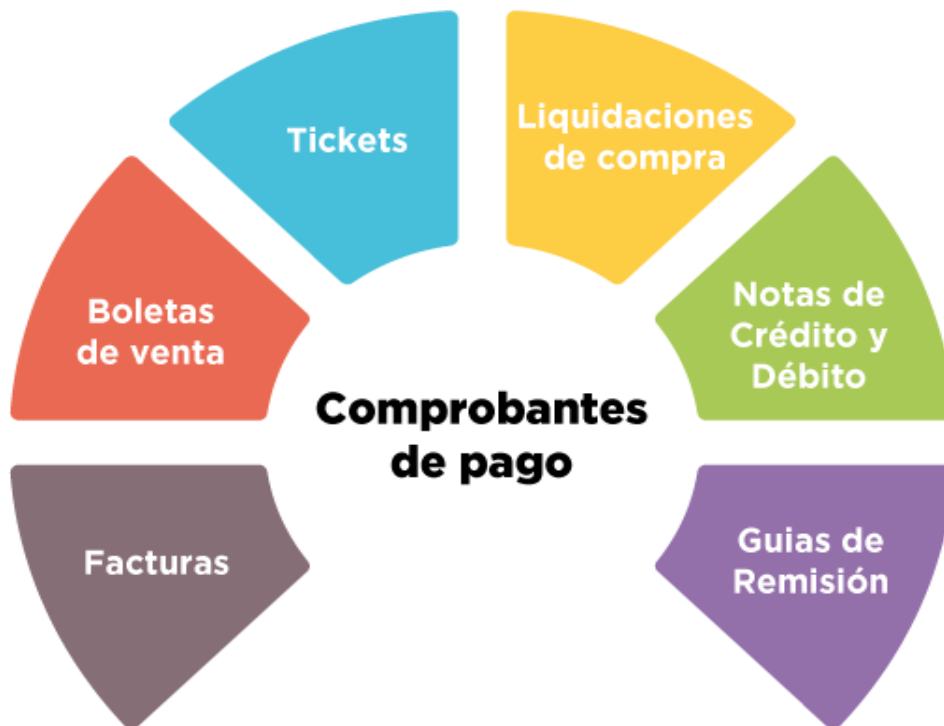 Tickets
Liquidaciones
de compra
Boletas
de venta
Notas de
Crédito y
Débito
Comprobantes
de pago
Facturas
Guias de
Remisión